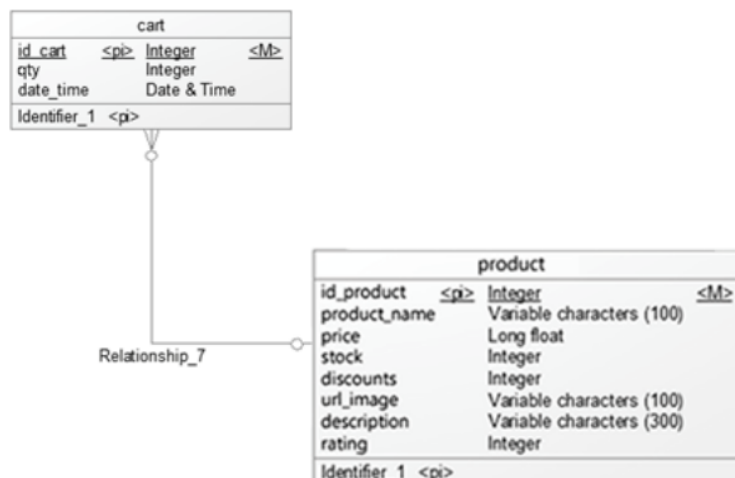 cart
id_cart <pi> Integer <M>
qty Integer
date_time Date & Time
Identifier_1 <pi>
Relationship_7
product
id_product <pi> Integer <M>
product_name Variable characters (100)
price Long float
stock Integer
discounts Integer
url_image Variable characters (100)
description Variable characters (300)
rating Integer
Identifier_1 <pi>